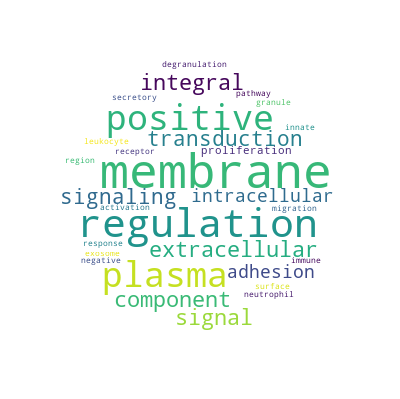 degranulation
integral
pathway
secretory
granule
positive
innate
transduction
leukocyte
receptor
proliferation
region
membrane
signaling
intracellular
activation
migration
regulation
response
extracellular
exosome
negative
immune
plasma
adhesion
surface
component
neutrophil
signal